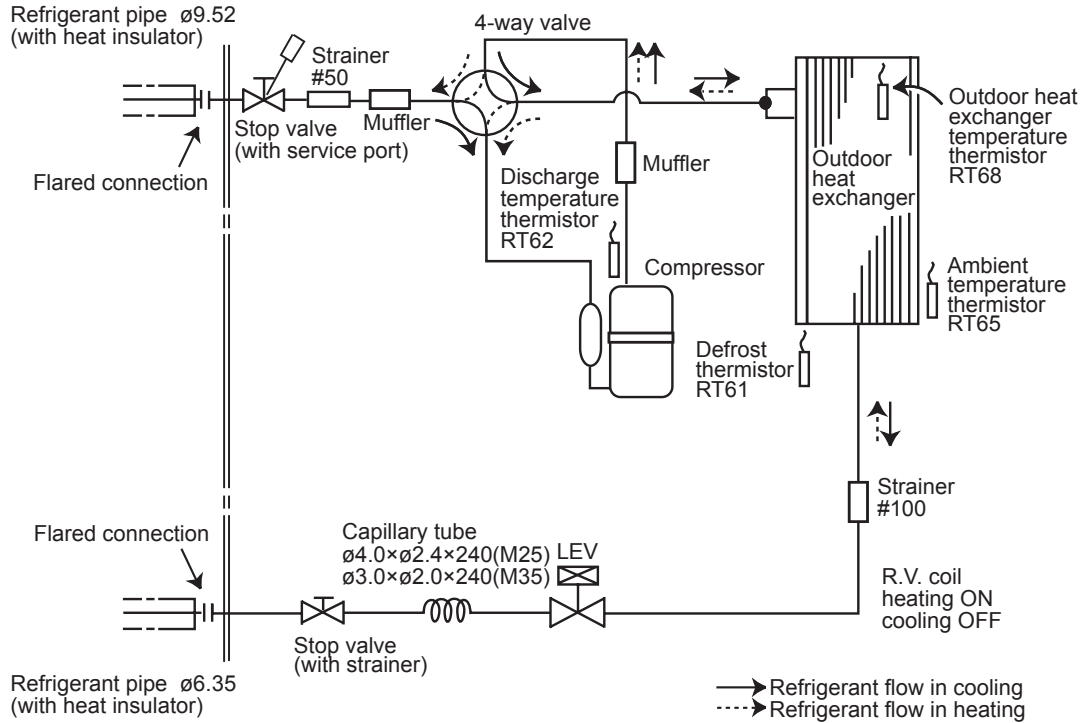 Refrigerant pipe ø9.52
(with heat insulator)
4-way valve
Strainer
#50
Muffler
Stop valve
(with service port)
Flared connection
Outdoor heat
exchanger
temperature
thermistor
RT68
Outdoor
heat
exchanger
Muffler
Discharge
temperature
thermistor
RT62
Compressor
Ambient
temperature
thermistor
RT65
Defrost
thermistor
RT61
Strainer
#100
Flared connection
Capillary tube
ø4.0×ø2.4×240(M25)
ø3.0×ø2.0×240(M35)
LEV
R.V. coil
heating ON
cooling OFF
Stop valve
(with strainer)
Refrigerant pipe ø6.35
(with heat insulator)
Refrigerant flow in cooling
Refrigerant flow in heating